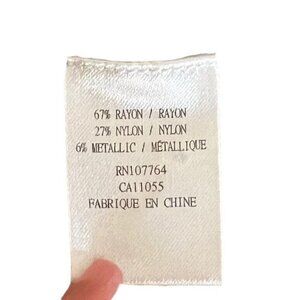 67% RAYON / RAYON
27% NYLON / NYLON
6% METALLIC / MÉTALLIQUE
RN107764
CA11055
FABRIQUE EN CHINE